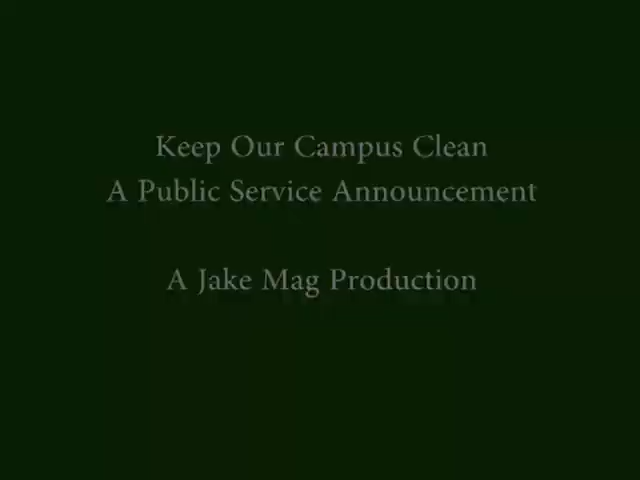 Keep Our Campus Clean
A Public Service Announcement
A Jake Mag Production